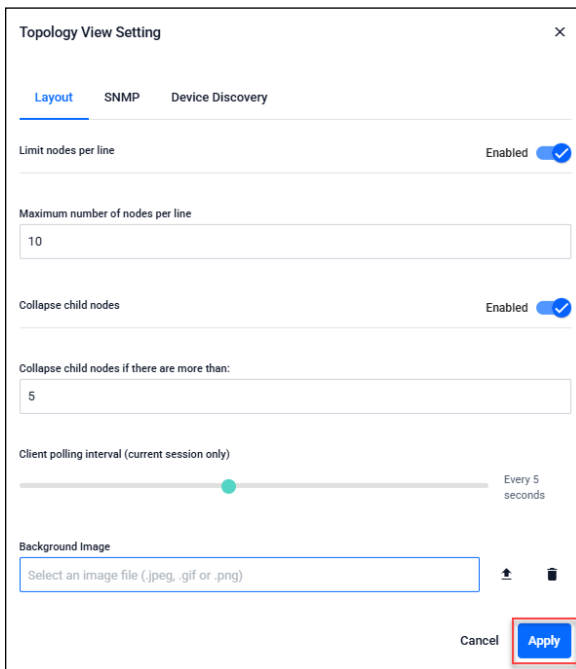 Topology View Setting
Layout SNMP Device Discovery
Limit nodes per line Enabled
Maximum number of nodes per line
10
Collapse child nodes Enabled
Collapse child nodes if there are more than:
5
Client polling interval (current session only)
Every 5
seconds
Background Image
Select an image file (.jpeg, .gif or .png)
Cancel Apply